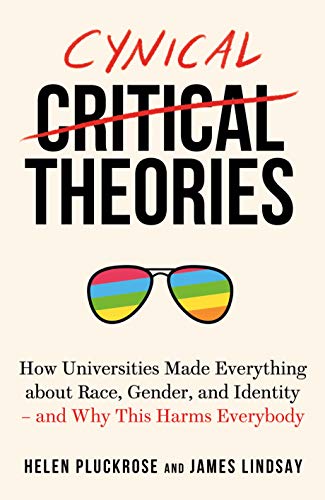 CYNICAL
CRITICAL
THEORIES
How Universities Made Everything
about Race, Gender, and Identity
– and Why This Harms Everybody
HELEN PLUCKROSE AND JAMES LINDSAY